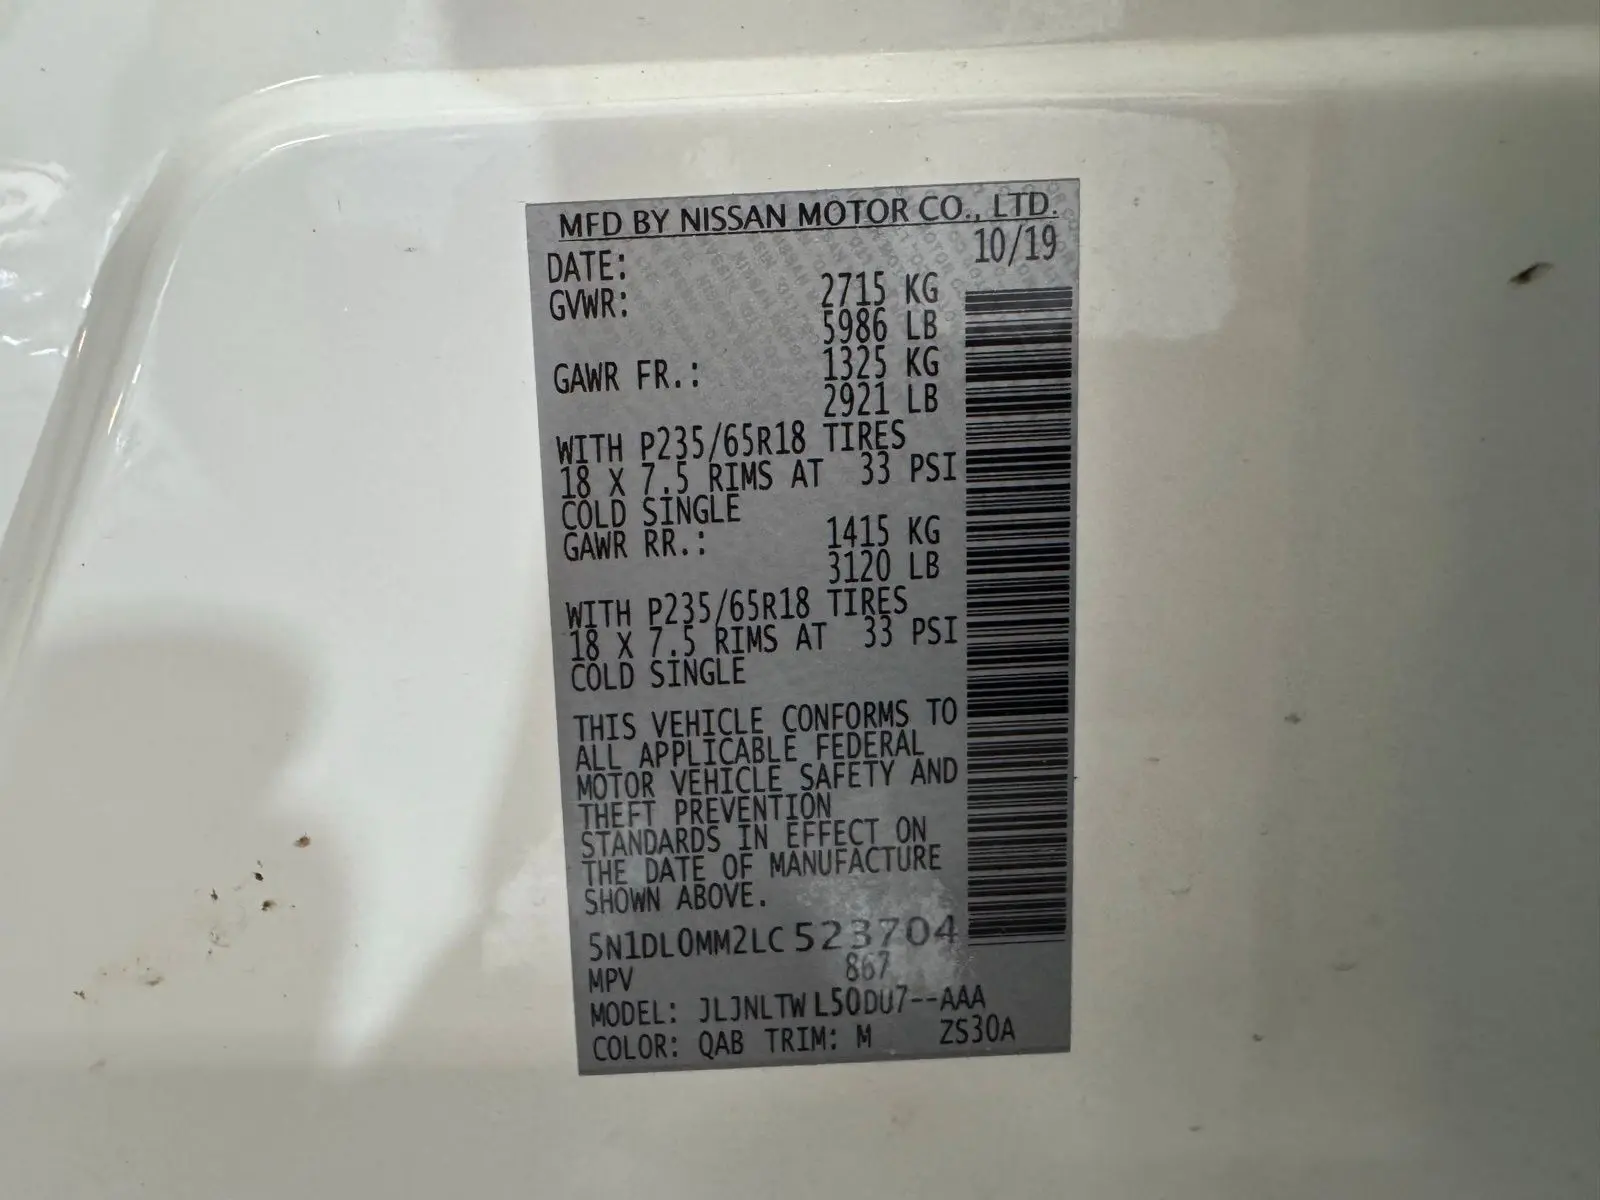 MFD BY NISSAN MOTOR CO., LTD.
DATE: 10/19
GVWR: 2715 KG
5986 LB
GAWR FR.: 1325 KG
2921 LB
WITH P235/65R18 TIRES
18 X 7.5 RIMS AT 33 PSI
COLD SINGLE
GAWR RR.: 1415 KG
3120 LB
WITH P235/65R18 TIRES
18 X 7.5 RIMS AT 33 PSI
COLD SINGLE
THIS VEHICLE CONFORMS TO
ALL APPLICABLE FEDERAL
MOTOR VEHICLE SAFETY AND
THEFT PREVENTION
STANDARDS IN EFFECT ON
THE DATE OF MANUFACTURE
SHOWN ABOVE.
5N1DL0MM2LC523704
MPV 867
MODEL: JLJNLTWL50DU7--AAA
COLOR: QAB TRIM: M ZS30A